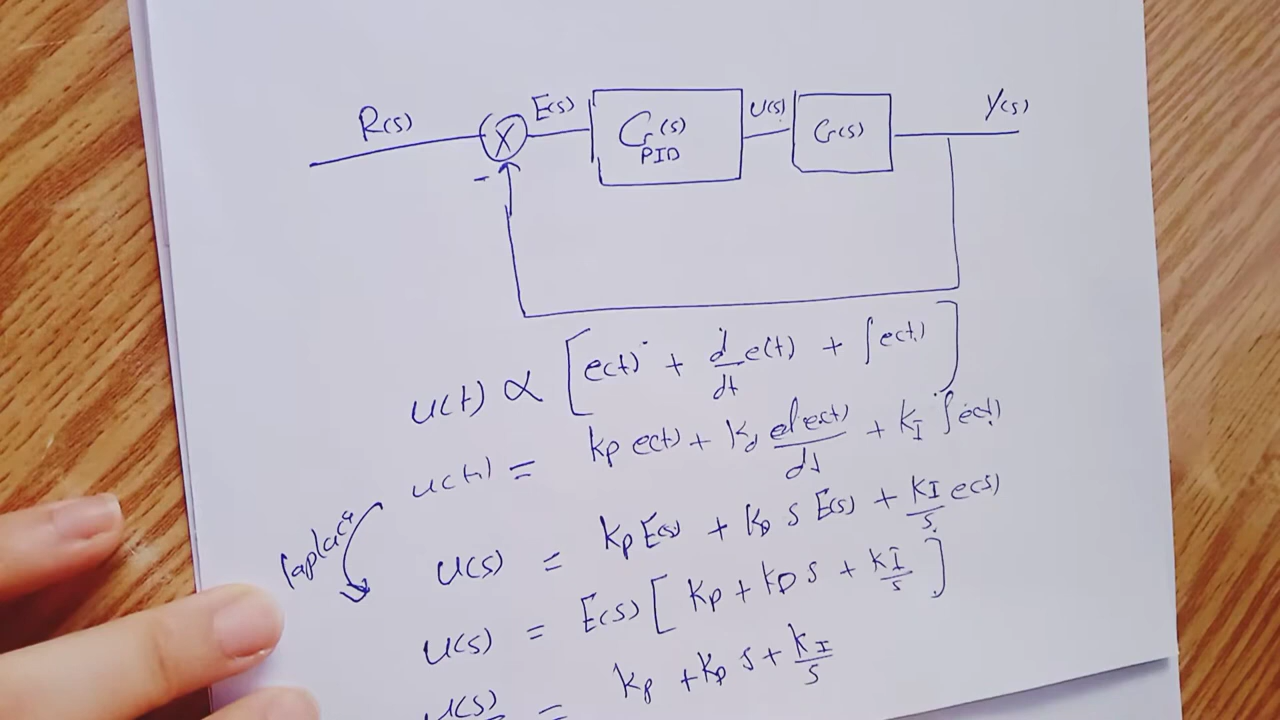 R(s) E(s) G(s) PID U(s) G(s) Y(s)
-
u(t) ∝ [e(t) + d/dt e(t) + ∫e(t)]
u(t) = kp e(t) + Kd de(t)/dt + KI ∫e(t)
laplace
U(s) = kp E(s) + KD s E(s) + KI/s e(s)
U(s) = E(s) [kp + KD s + KI/s]
U(s) = kp + KD s + KI/s